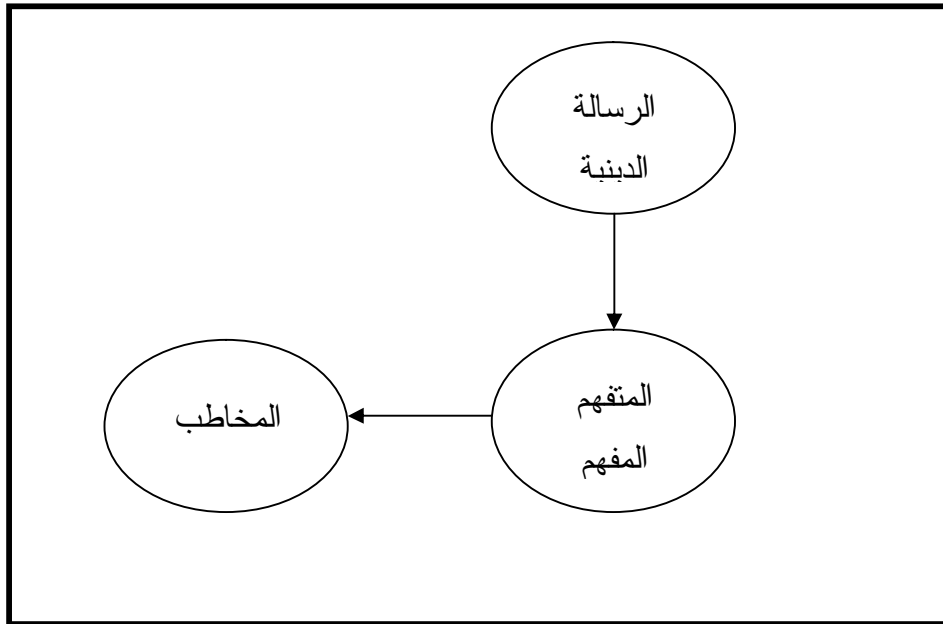 الرسالة
الدينية
المتفهم
المفهم
المخاطب